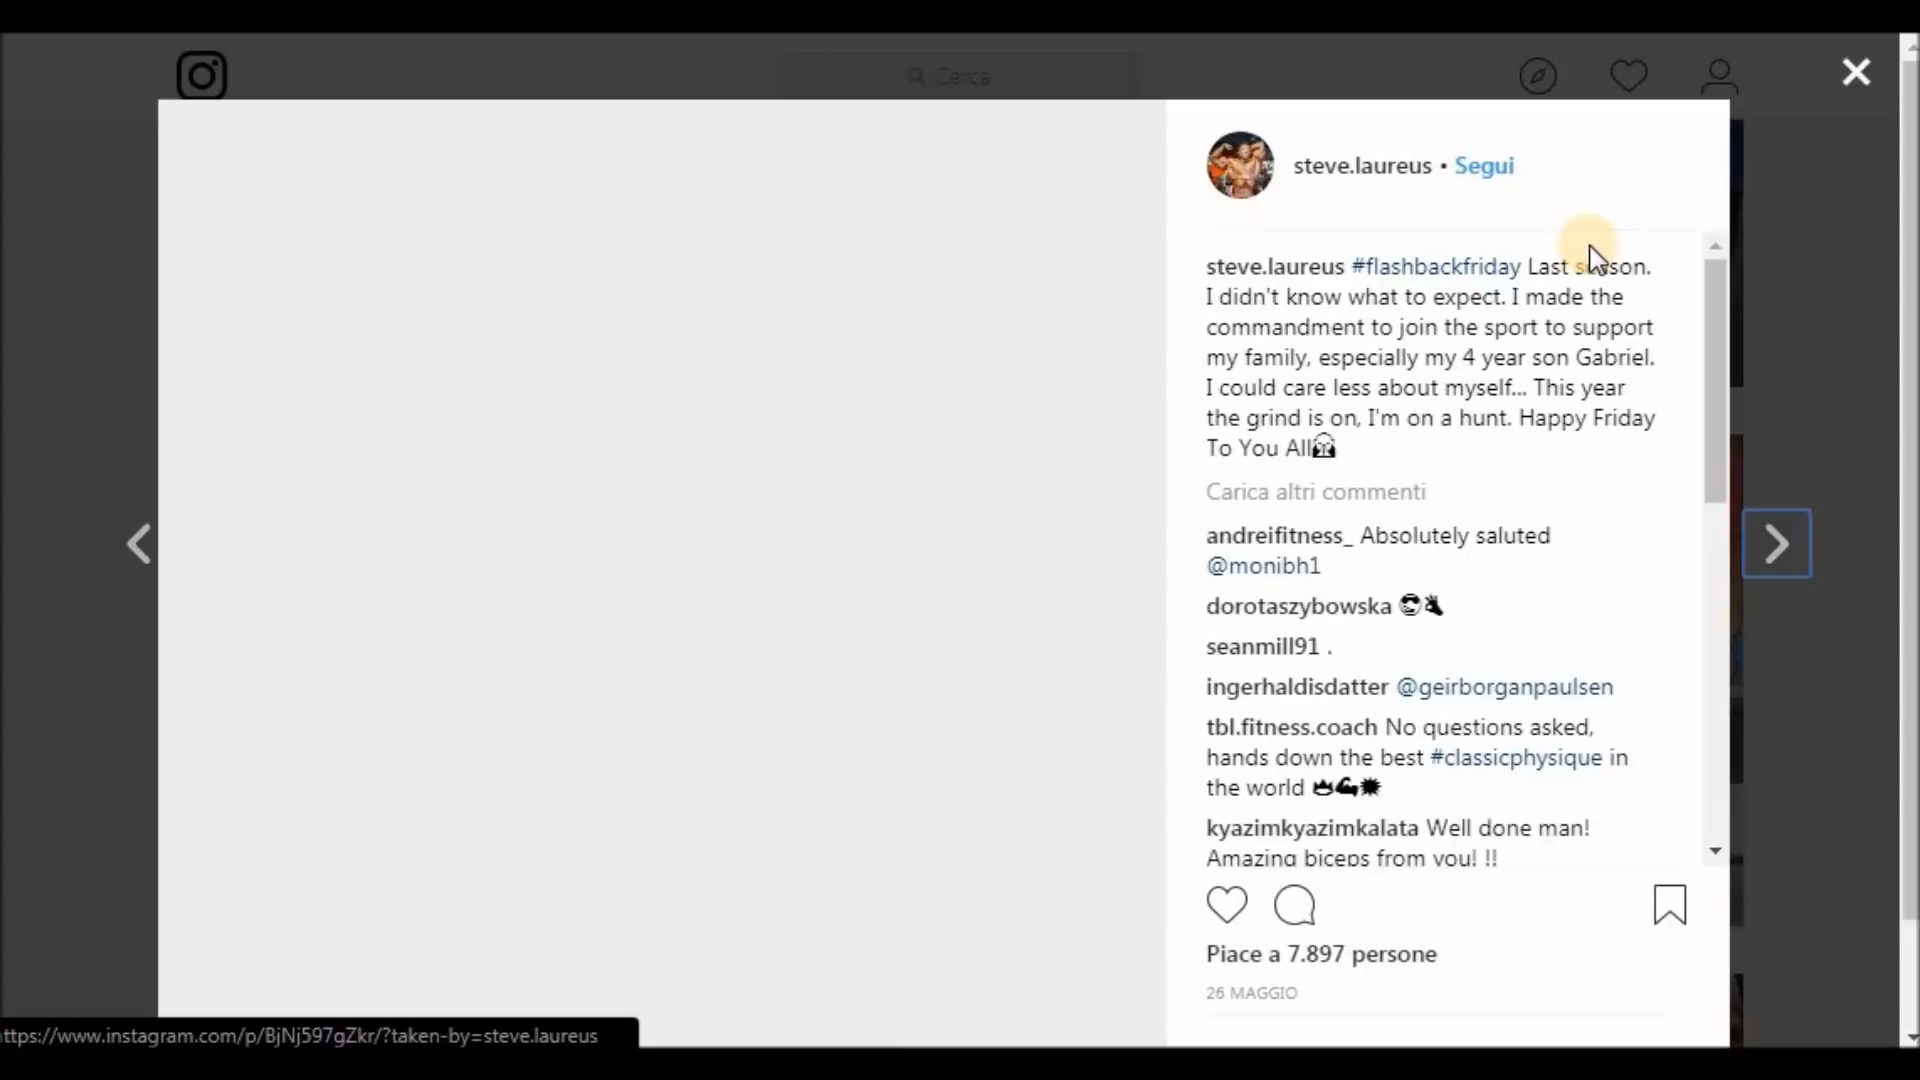 Cerca
steve.laureus • Segui
steve.laureus #flashbackfriday Last season.
I didn't know what to expect. I made the
commandment to join the sport to support
my family, especially my 4 year son Gabriel.
I could care less about myself... This year
the grind is on, I'm on a hunt. Happy Friday
To You All
Carica altri commenti
andreifitness_ Absolutely saluted
@monibh1
dorotaszybowska
seanmill91 .
ingerhaldisdatter @geirborganpaulsen
tbl.fitness.coach No questions asked,
hands down the best #classicphysique in
the world
kyazimkyazimkalata Well done man!
Amazing biceps from you! !!
Piace a 7.897 persone
26 MAGGIO
ttps://www.instagram.com/p/BjNj597gZkr/?taken-by=steve.laureus